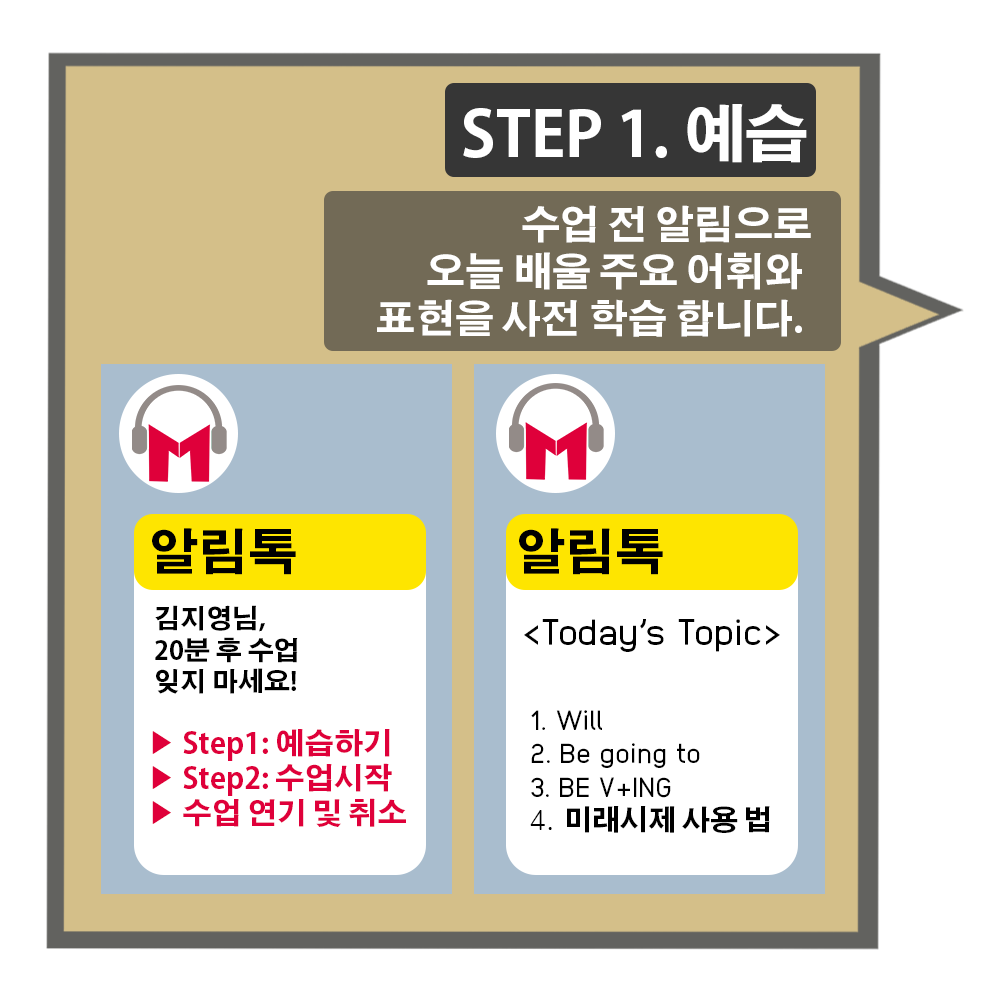 STEP 1. 예습
수업 전 알림으로
오늘 배울 주요 어휘와
표현을 사전 학습 합니다.
M
알림톡
김지영님,
20분 후 수업
잊지 마세요!
▶ Step1: 예습하기
▶ Step2: 수업시작
▶ 수업 연기 및 취소
M
알림톡
<Today's Topic>
1. Will
2. Be going to
3. BE V+ING
4. 미래시제 사용 법